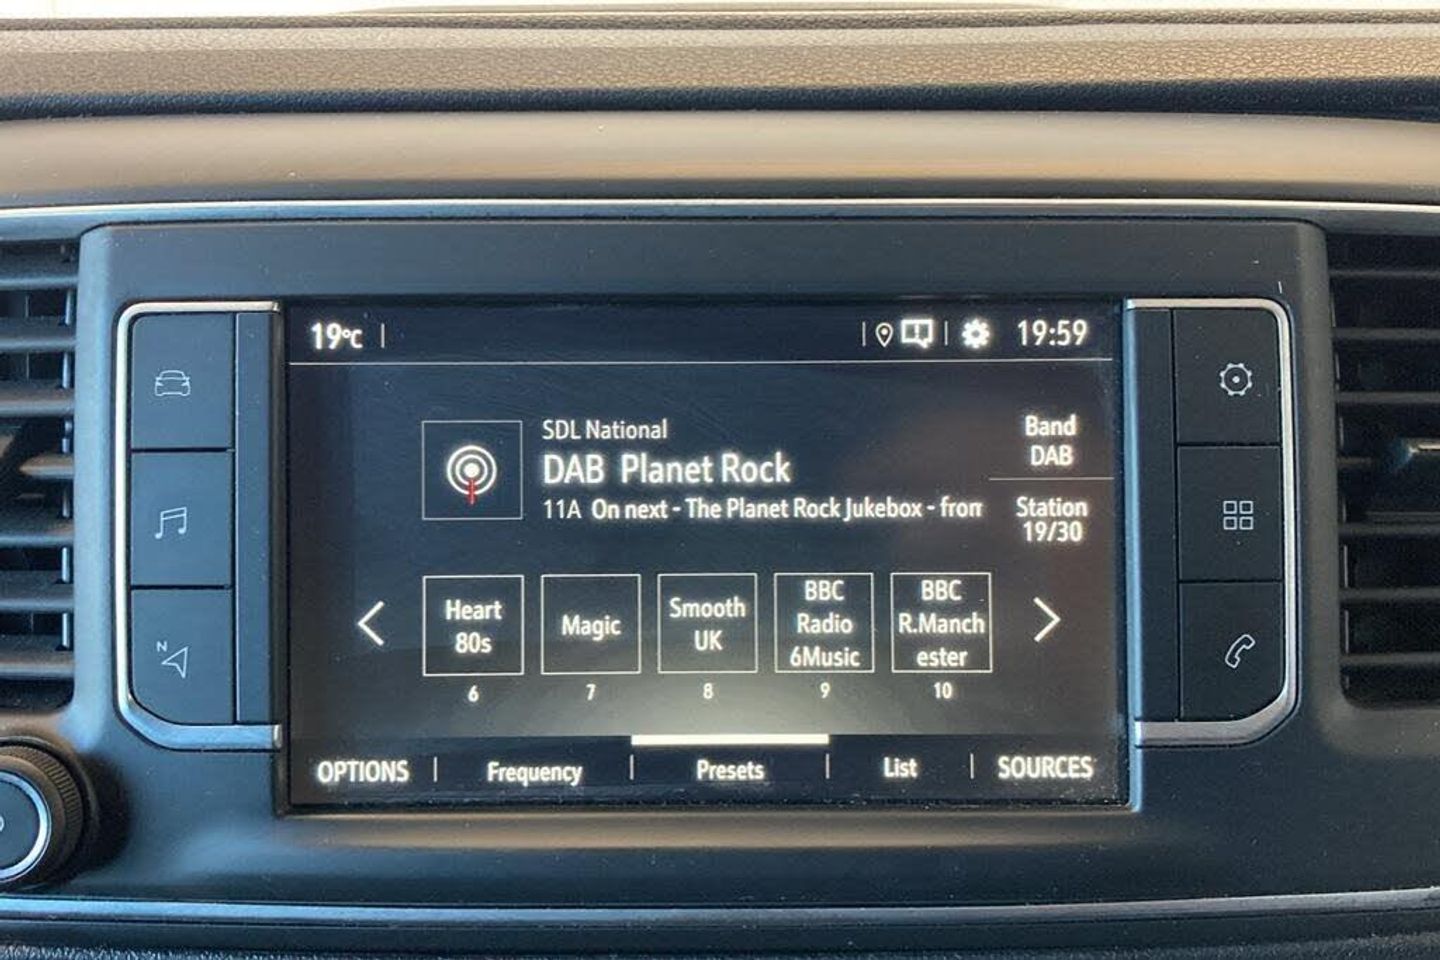 19°C
19:59
SDL National
DAB Planet Rock
11A On next - The Planet Rock Jukebox - from
Band
DAB
Station
19/30
Heart
80s
6
Magic
7
Smooth
UK
8
BBC
Radio
6Music
9
BBC
R.Manch
ester
10
N
OPTIONS
Frequency
Presets
List
SOURCES